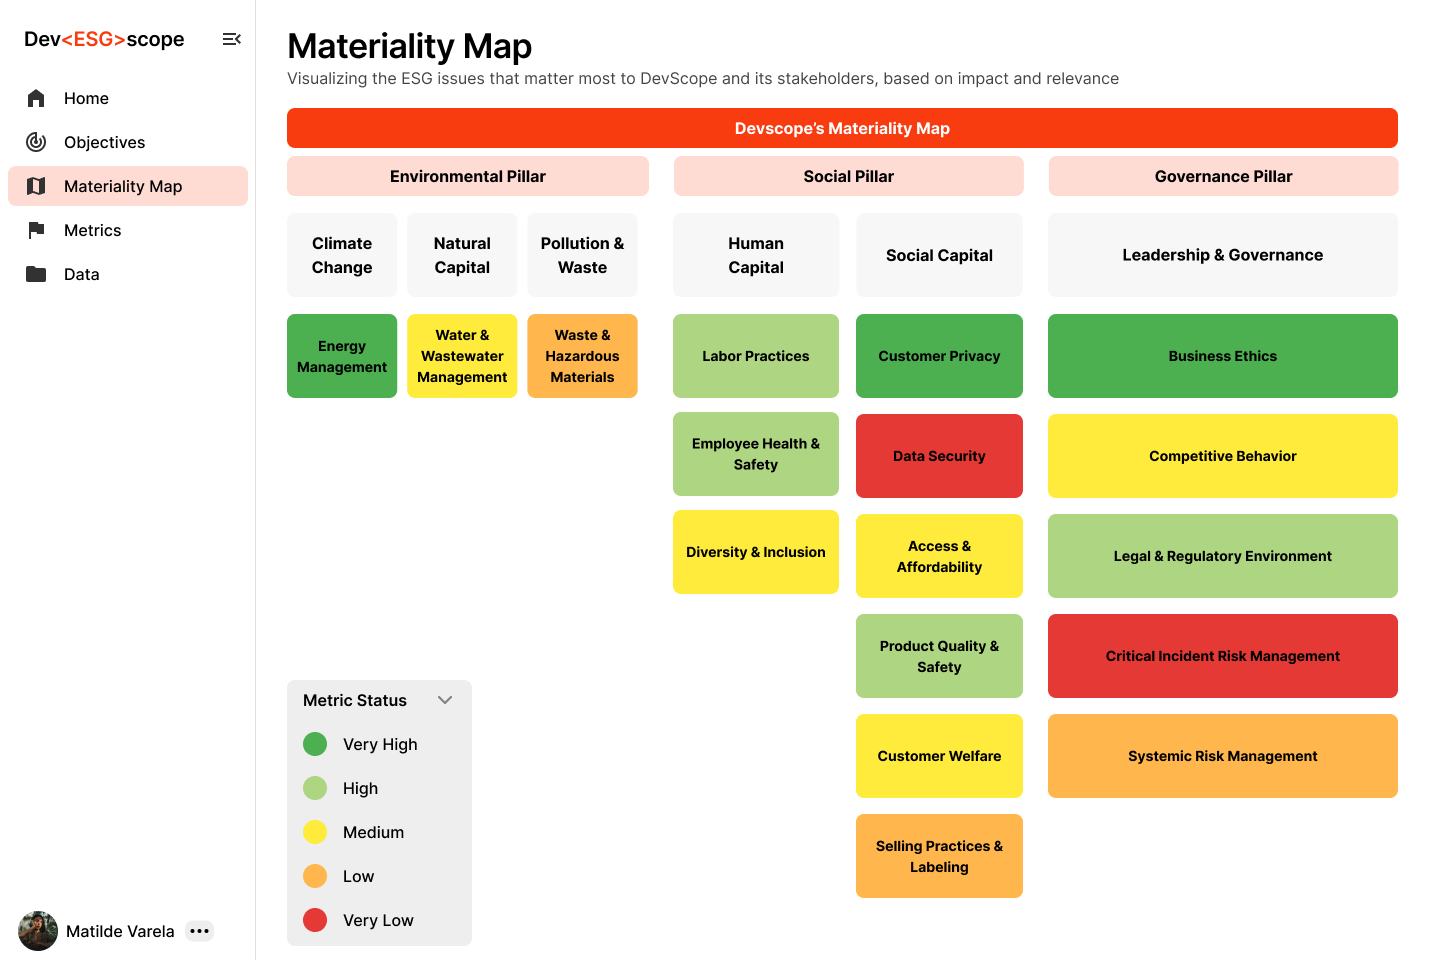 Dev<ESG>scope
Home
Objectives
Materiality Map
Metrics
Data
Matilde Varela
Materiality Map
Visualizing the ESG issues that matter most to DevScope and its stakeholders, based on impact and relevance
Devscope’s Materiality Map
Environmental Pillar
Climate
Change
Natural
Capital
Pollution &
Waste
Energy
Management
Water &
Wastewater
Management
Waste &
Hazardous
Materials
Social Pillar
Human
Capital
Social Capital
Labor Practices
Employee Health &
Safety
Diversity & Inclusion
Customer Privacy
Data Security
Access &
Affordability
Product Quality &
Safety
Customer Welfare
Selling Practices &
Labeling
Governance Pillar
Leadership & Governance
Business Ethics
Competitive Behavior
Legal & Regulatory Environment
Critical Incident Risk Management
Systemic Risk Management
Metric Status
Very High
High
Medium
Low
Very Low